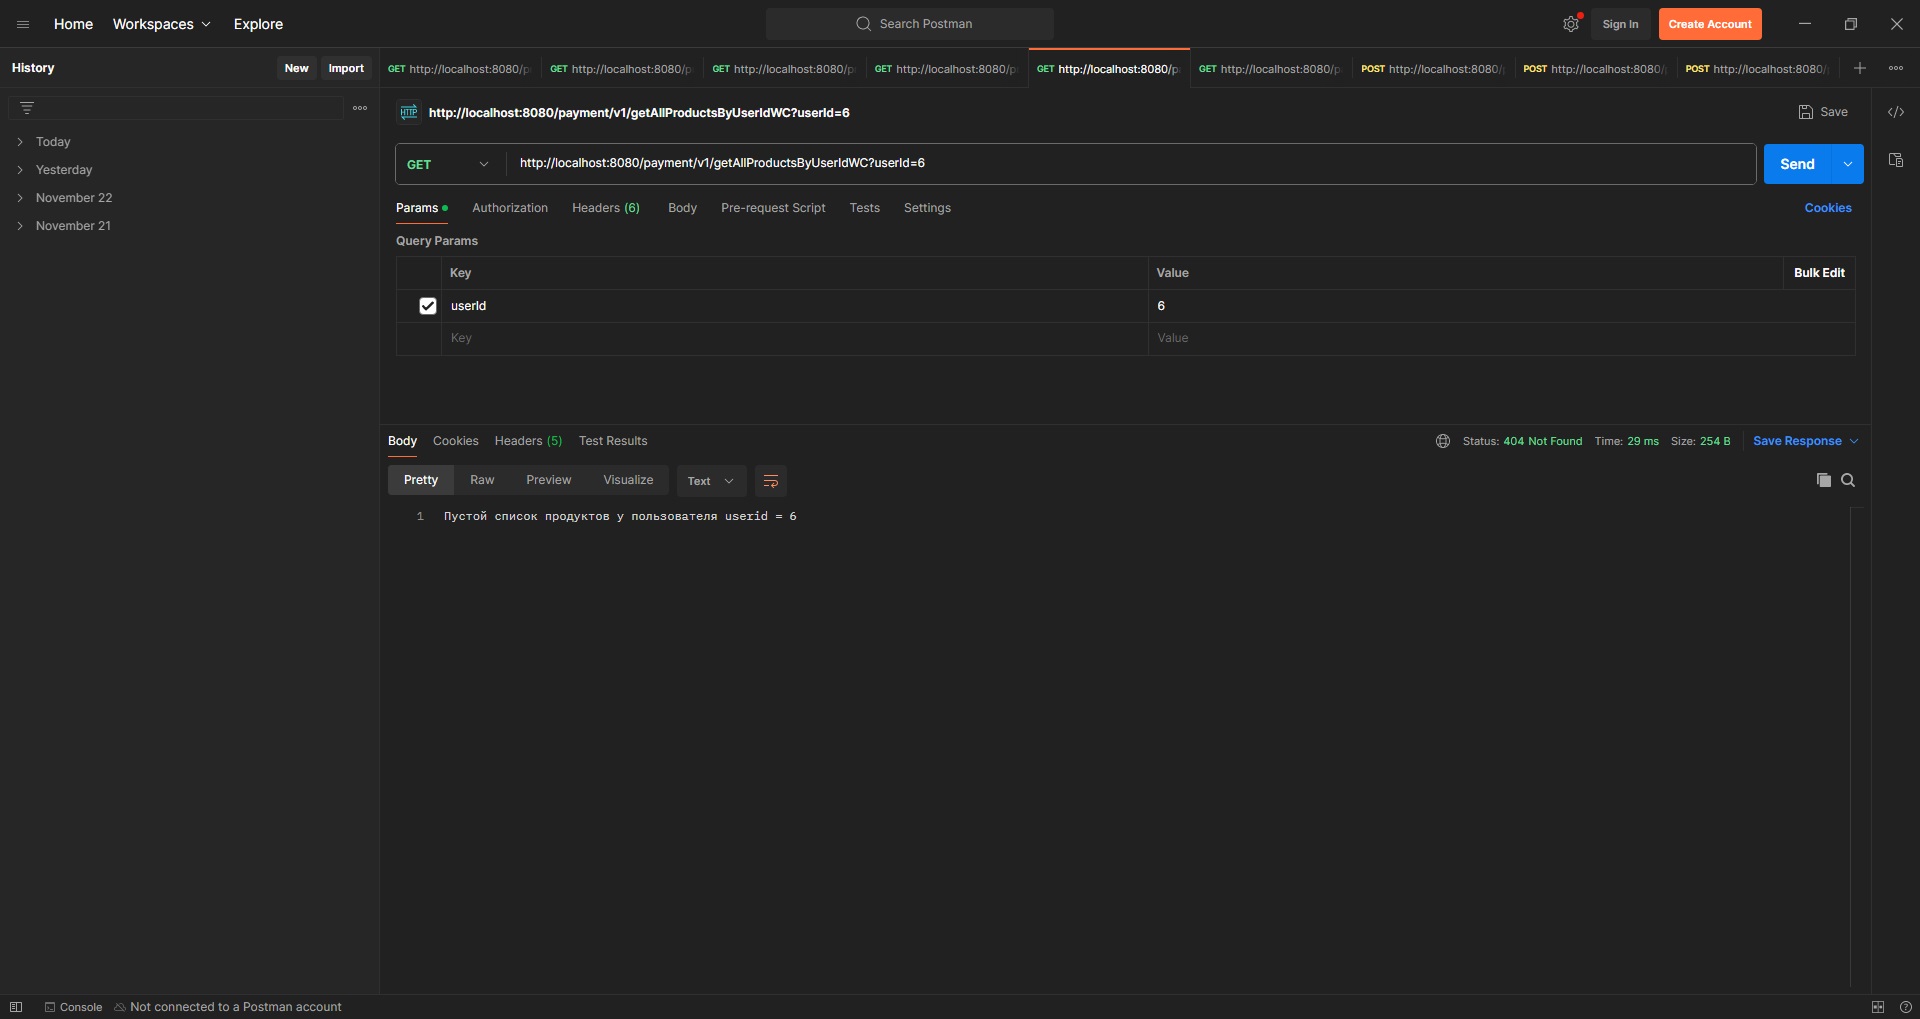 Home Workspaces Explore
Search Postman
Sign In Create Account
History New Import
GET http://localhost:8080/p GET http://localhost:8080/p GET http://localhost:8080/p GET http://localhost:8080/p GET http://localhost:8080/p GET http://localhost:8080/p POST http://localhost:8080/ POST http://localhost:8080/ POST http://localhost:8080/
Today
Yesterday
November 22
November 21
HTTP http://localhost:8080/payment/v1/getAllProductsByUserIdWC?userId=6 Save
GET http://localhost:8080/payment/v1/getAllProductsByUserIdWC?userId=6 Send
Params Authorization Headers (6) Body Pre-request Script Tests Settings Cookies
Query Params
Key Value Bulk Edit
userId 6
Key Value
Body Cookies Headers (5) Test Results Status: 404 Not Found Time: 29 ms Size: 254 B Save Response
Pretty Raw Preview Visualize Text
1 Пустой список продуктов у пользователя userid = 6
Console Not connected to a Postman account